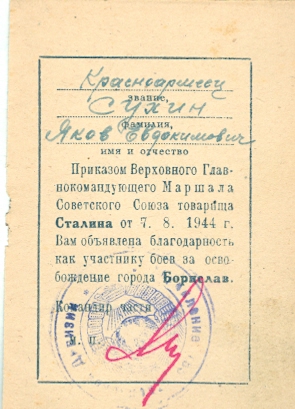 Красноармеец
звание,
Сухин
фамилия,
Яков Евдокимович
имя и отчество
Приказом Верховного Глав-
нокомандующего Маршала
Советского Союза товарища
Сталина от 7. 8. 1944 г.
Вам объявлена благодарность
как участнику боев за осво-
бождение города Борислав.
Командир части
м. п.